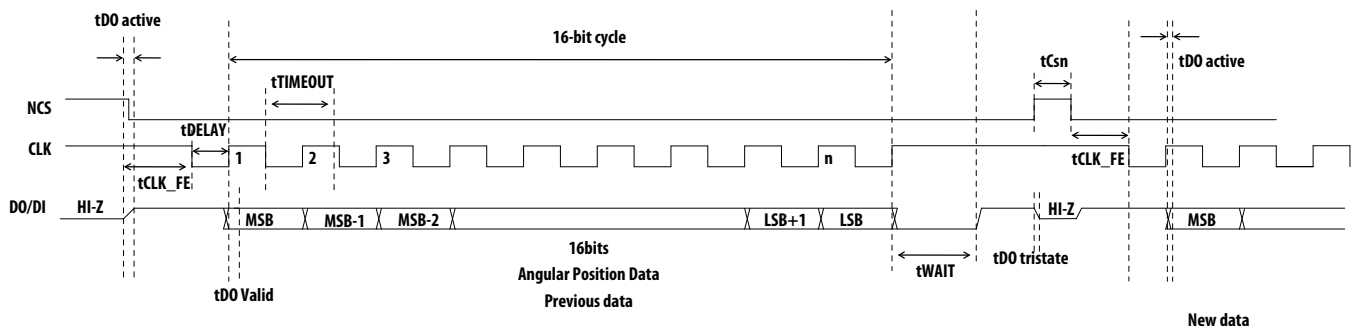 tDO active
16-bit cycle
tCsn
tDO active
tTIMEOUT
NCS
tDELAY
CLK
1
2
3
n
tCLK_FE
tCLK_FE
DO/DI
HI-Z
MSB
MSB-1
MSB-2
LSB+1
LSB
HI-Z
MSB
16bits
tWAIT
tDO tristate
Angular Position Data
tDO Valid
Previous data
New data